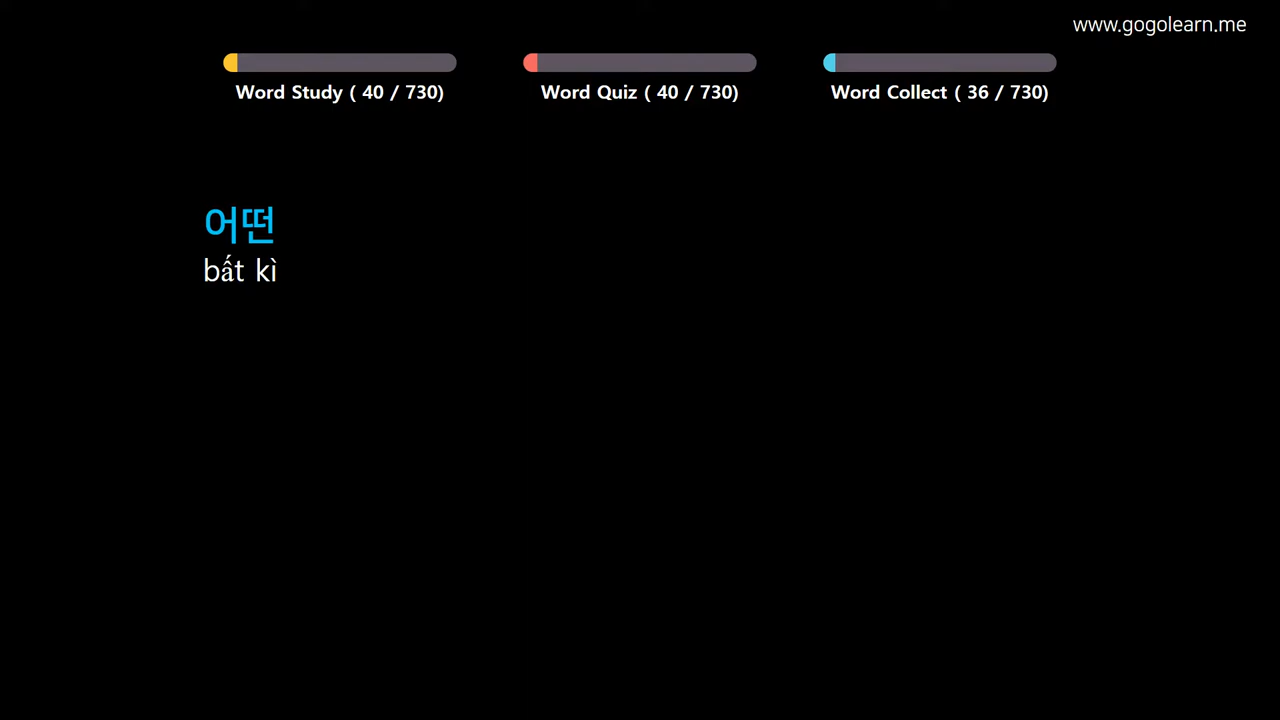 www.gogolearn.me
Word Study ( 40 / 730)
Word Quiz ( 40 / 730)
Word Collect ( 36 / 730)
어떤
bất kì